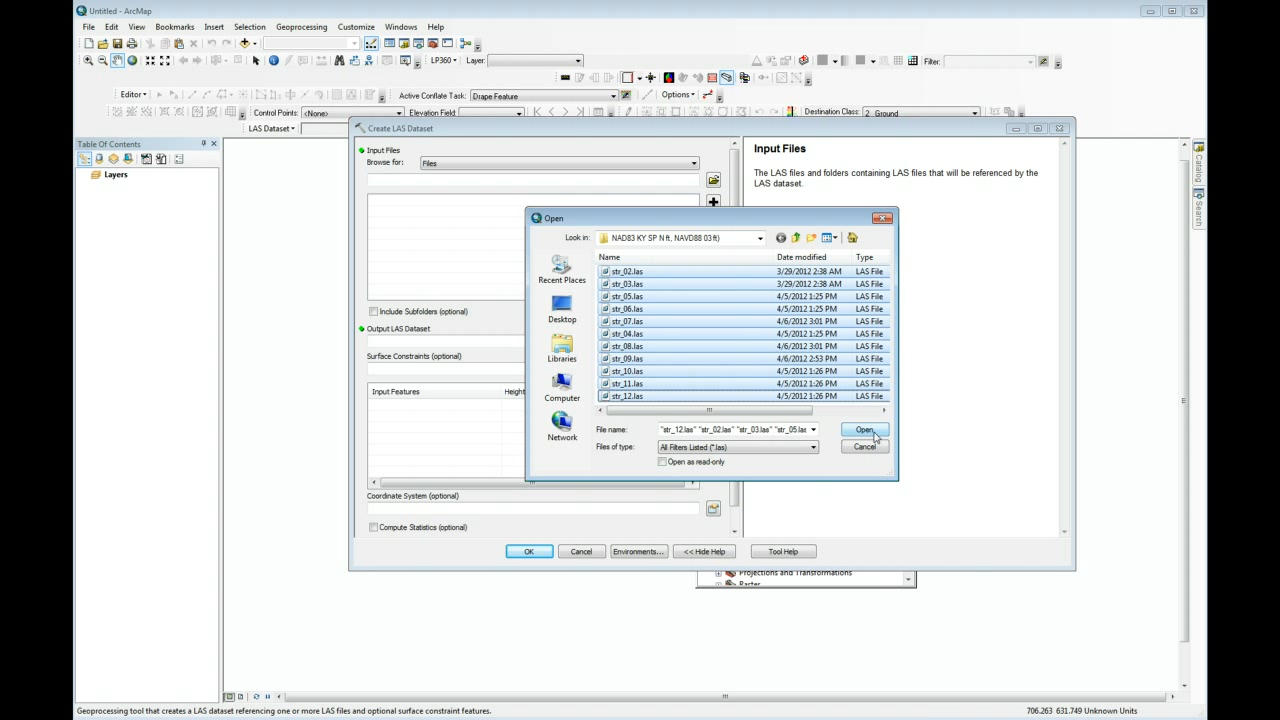 Untitled - ArcMap
File Edit View Bookmarks Insert Selection Geoprocessing Customize Windows Help
LP360 Layer: Filter:
Editor Active Conflate Task: Drape Feature Options
Control Points: <None> Elevation Field: Destination Class: 2 Ground
LAS Dataset
Create LAS Dataset
Table Of Contents
Layers
Catalog
Search
Input Files
Browse for: Files
Include Subfolders (optional)
Output LAS Dataset
Surface Constraints (optional)
Input Features Height
Coordinate System (optional)
Compute Statistics (optional)
OK Cancel Environments... << Hide Help Tool Help
Input Files
The LAS files and folders containing LAS files that will be referenced by the
LAS dataset.
Open
Look in: NAD83 KY SP N ft, NAVD88 03 ft)
Recent Places
Desktop
Libraries
Computer
Network
Name Date modified Type
str_02.las 3/29/2012 2:38 AM LAS File
str_03.las 3/29/2012 2:38 AM LAS File
str_05.las 4/5/2012 1:25 PM LAS File
str_06.las 4/5/2012 1:25 PM LAS File
str_07.las 4/6/2012 3:01 PM LAS File
str_04.las 4/5/2012 1:25 PM LAS File
str_08.las 4/6/2012 3:01 PM LAS File
str_09.las 4/6/2012 2:53 PM LAS File
str_10.las 4/5/2012 1:26 PM LAS File
str_11.las 4/5/2012 1:26 PM LAS File
str_12.las 4/5/2012 1:26 PM LAS File
File name: "str_12.las" "str_02.las" "str_03.las" "str_05.las Open
Files of type: All Filters Listed (*.las) Cancel
Open as read-only
Projections and Transformations
Raster
Geoprocessing tool that creates a LAS dataset referencing one or more LAS files and optional surface constraint features. 706.263 631.749 Unknown Units